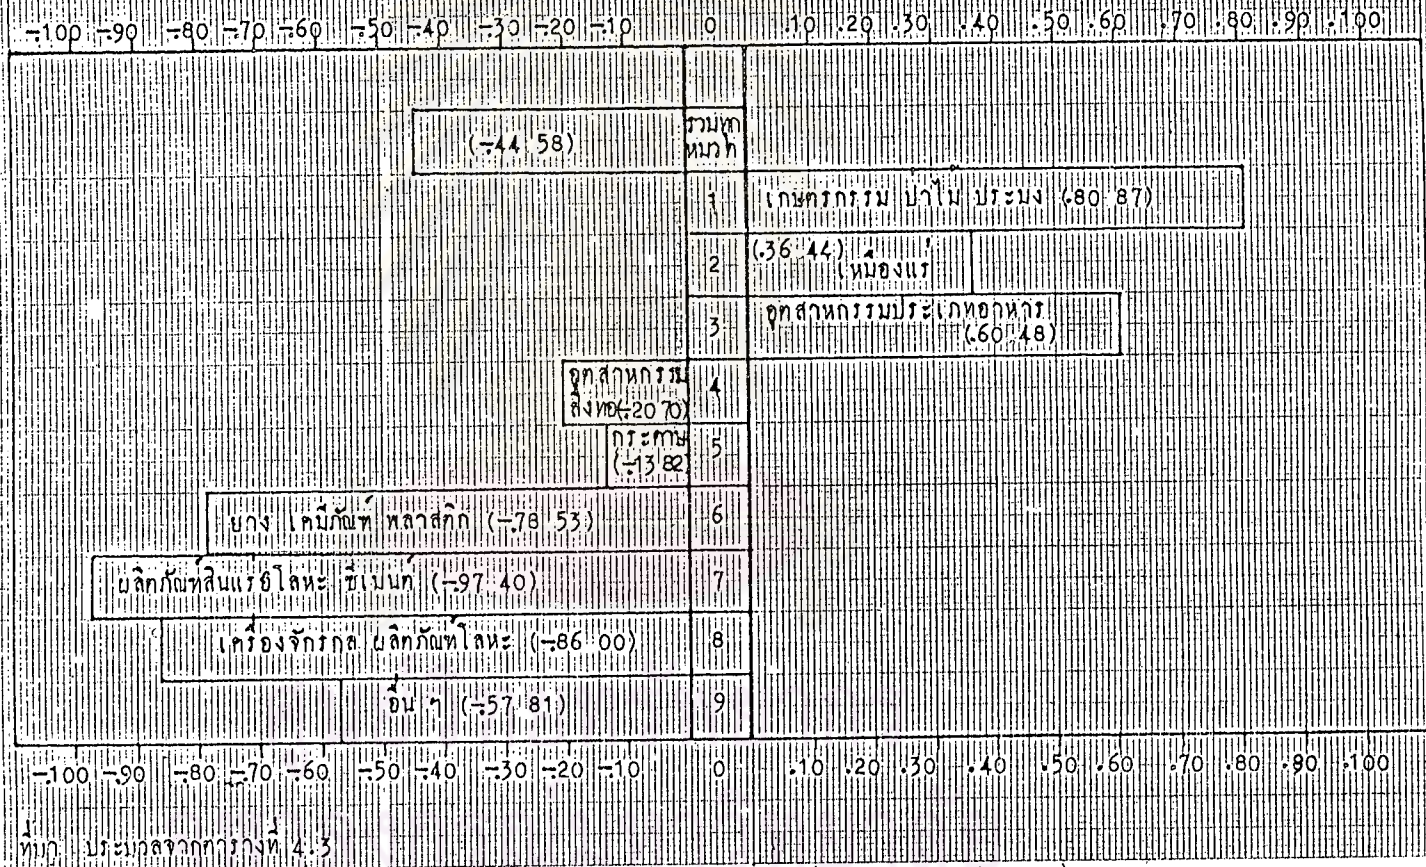 -.100 -.90 -.80 -.70 -.60 -.50 -.40 -.30 -.20 -.10 0 .10 .20 .30 .40 .50 .60 .70 .80 .90 .100
(-.44 58) รวมทุก
หมวด
1 เกษตรกรรม ป่าไม้ ประมง (.80 87)
2 (.36 44) เหมืองแร่
3 อุตสาหกรรมประเภทอาหาร
(.60 48)
อุตสาหกรรม 4
สิ่งทอ(-.20 70)
กระดาษ 5
(-.13 82)
ยาง เคมีภัณฑ์ พลาสติก (-.78 53) 6
ผลิตภัณฑ์สินแร่อโลหะ ซีเมนต์ (-.97 40) 7
เครื่องจักรกล ผลิตภัณฑ์โลหะ (-.86 00) 8
อื่น ๆ (-.57 81) 9
-.100 -.90 -.80 -.70 -.60 -.50 -.40 -.30 -.20 -.10 0 .10 .20 .30 .40 .50 .60 .70 .80 .90 .100
ที่มา ประมวลจากตารางที่ 4.3